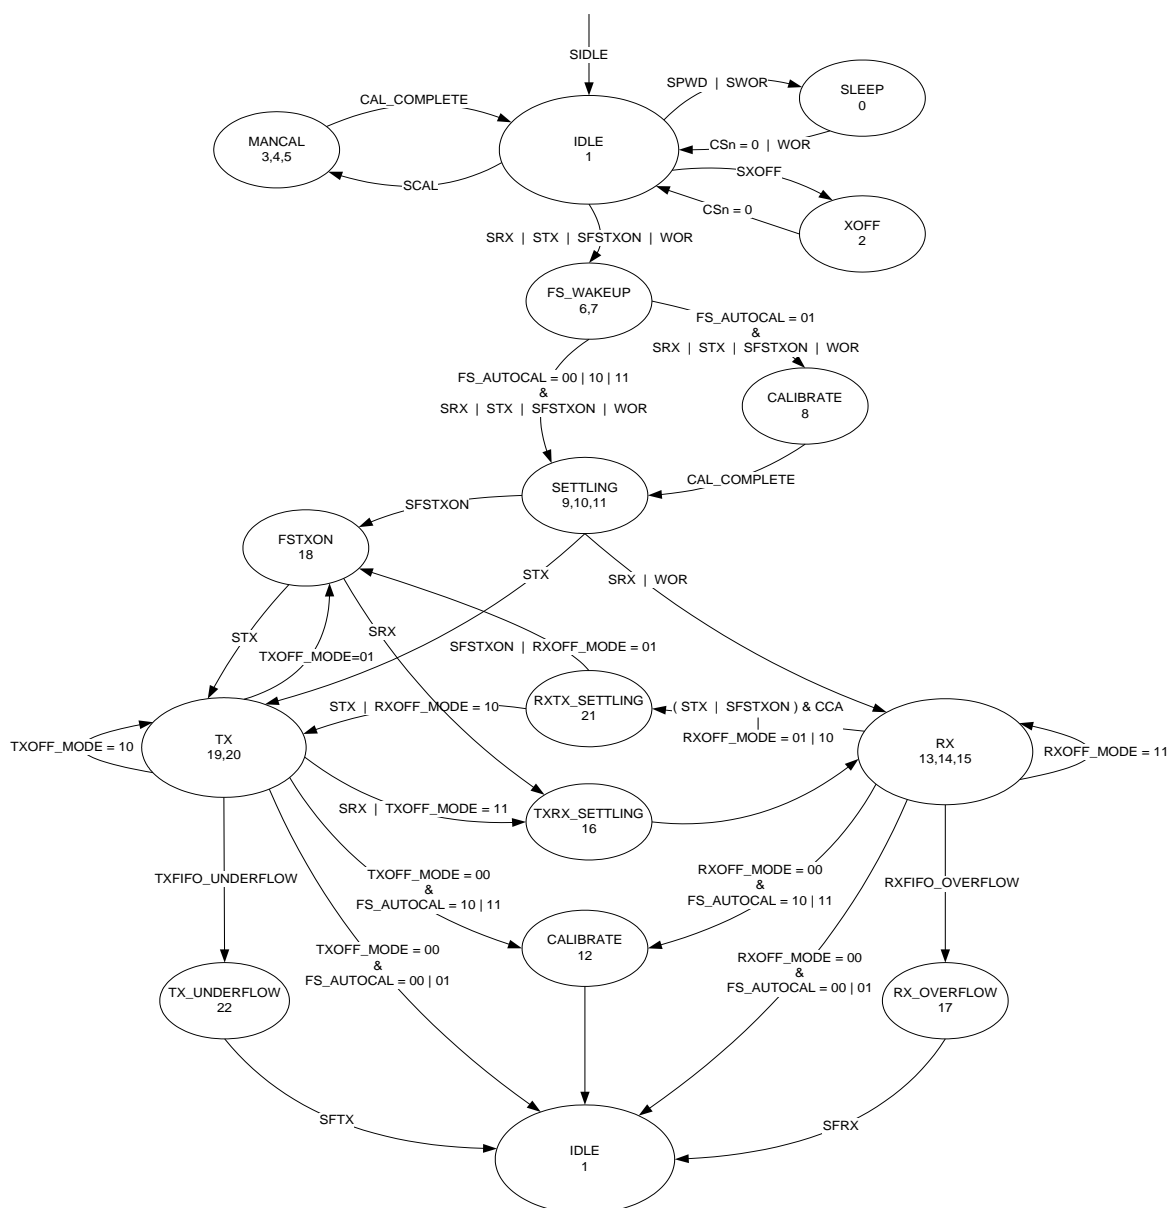 SIDLE
SPWD | SWOR
SLEEP
0
CAL_COMPLETE
MANCAL
3,4,5
IDLE
1
CSn = 0 | WOR
SXOFF
SCAL
CSn = 0
XOFF
2
SRX | STX | SFSTXON | WOR
FS_WAKEUP
6,7
FS_AUTOCAL = 01
&
SRX | STX | SFSTXON | WOR
FS_AUTOCAL = 00 | 10 | 11
&
SRX | STX | SFSTXON | WOR
CALIBRATE
8
CAL_COMPLETE
SETTLING
9,10,11
SFSTXON
FSTXON
18
STX
SRX | WOR
STX
SRX
TXOFF_MODE=01
SFSTXON | RXOFF_MODE = 01
RXTX_SETTLING
21
STX | RXOFF_MODE = 10
( STX | SFSTXON ) & CCA
|
RXOFF_MODE = 01 | 10
TXOFF_MODE = 10
TX
19,20
RX
13,14,15
RXOFF_MODE = 11
SRX | TXOFF_MODE = 11
TXRX_SETTLING
16
TXFIFO_UNDERFLOW
TXOFF_MODE = 00
&
FS_AUTOCAL = 10 | 11
RXOFF_MODE = 00
&
FS_AUTOCAL = 10 | 11
RXFIFO_OVERFLOW
TXOFF_MODE = 00
&
FS_AUTOCAL = 00 | 01
CALIBRATE
12
RXOFF_MODE = 00
&
FS_AUTOCAL = 00 | 01
TX_UNDERFLOW
22
RX_OVERFLOW
17
SFTX
SFRX
IDLE
1